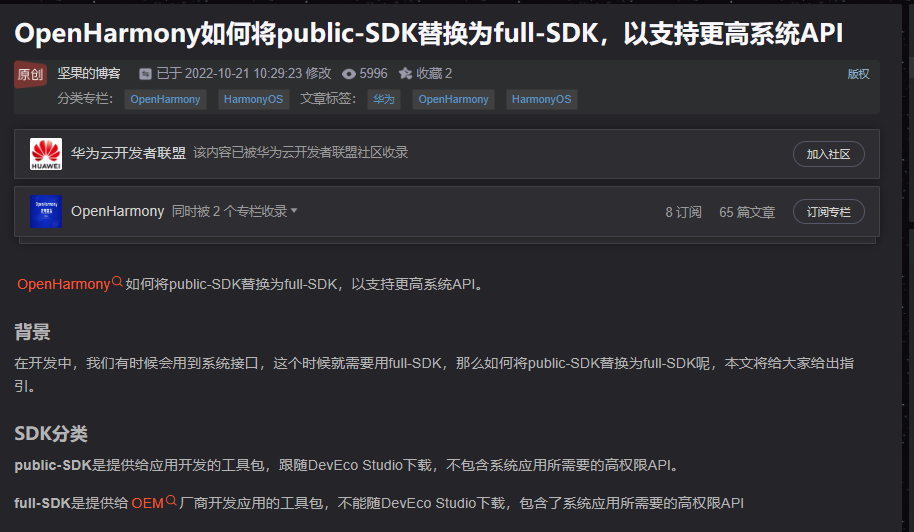 OpenHarmony如何将public-SDK替换为full-SDK，以支持更高系统API
原创 坚果的博客 已于 2022-10-21 10:29:23 修改 5996 收藏 2 版权
分类专栏： OpenHarmony HarmonyOS 文章标签： 华为 OpenHarmony HarmonyOS
HUAWEI 华为云开发者联盟 该内容已被华为云开发者联盟社区收录 加入社区
OpenHarmony 同时被 2 个专栏收录 8 订阅 65 篇文章 订阅专栏
OpenHarmony如何将public-SDK替换为full-SDK，以支持更高系统API。
背景
在开发中，我们有时候会用到系统接口，这个时候就需要用full-SDK，那么如何将public-SDK替换为full-SDK呢，本文将给大家给出指
引。
SDK分类
public-SDK是提供给应用开发的工具包，跟随DevEco Studio下载，不包含系统应用所需要的高权限API。
full-SDK是提供给 OEM厂商开发应用的工具包，不能随DevEco Studio下载，包含了系统应用所需要的高权限API